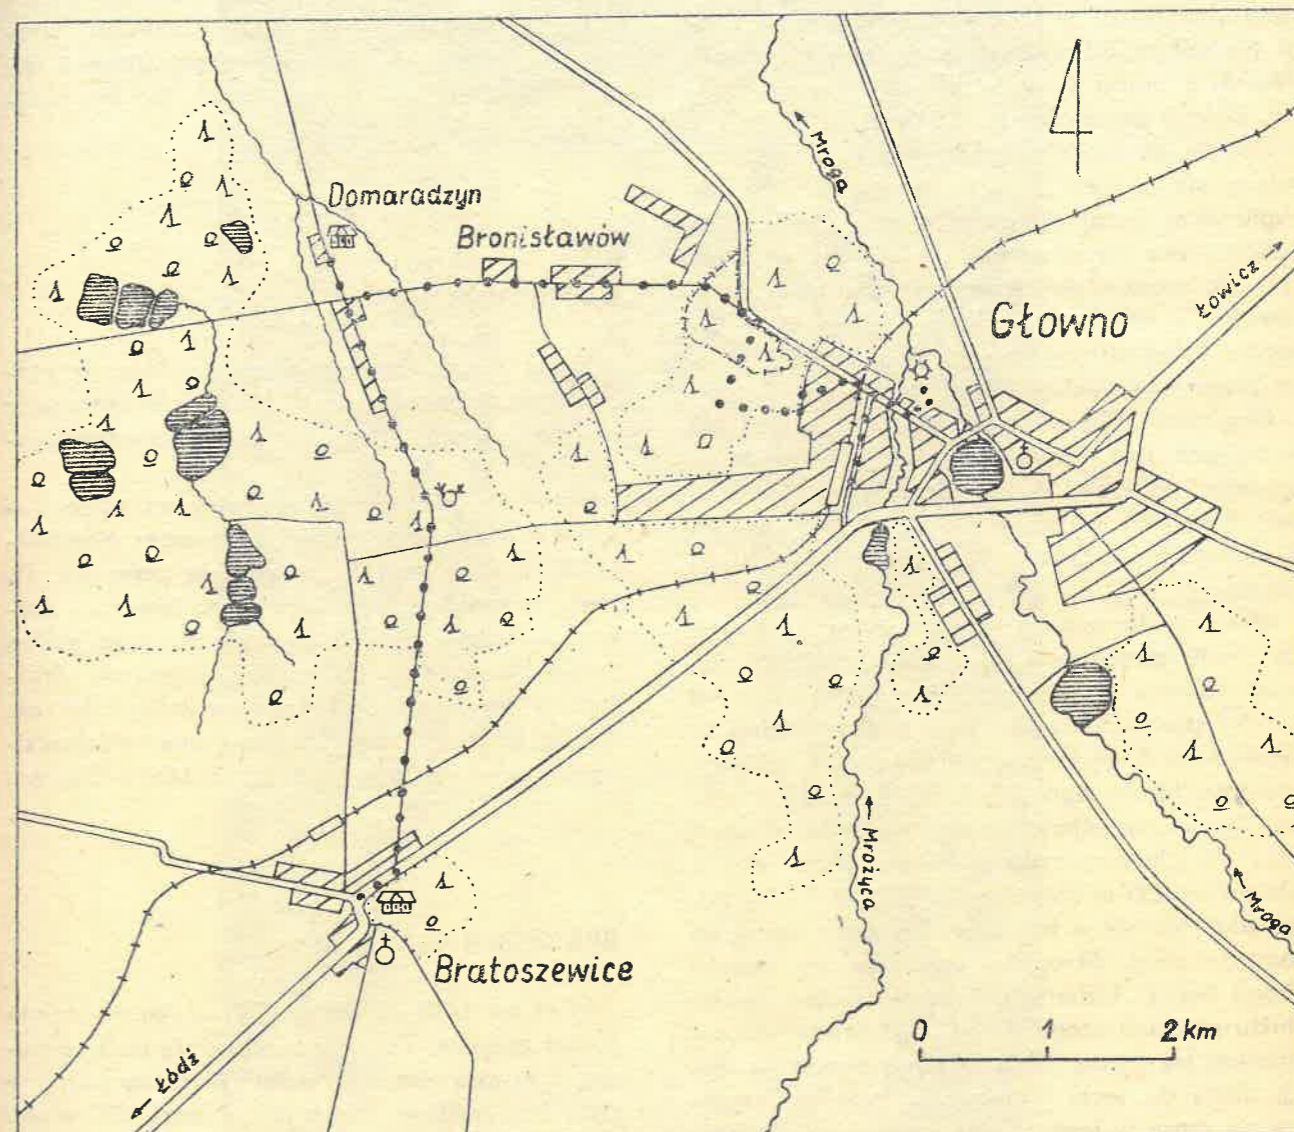 Mroga
Domaradzyn
Bronisławów
Łowicz
Głowno
Mrożyca
Mroga
Bratoszewice
0 1 2 km
Łódź